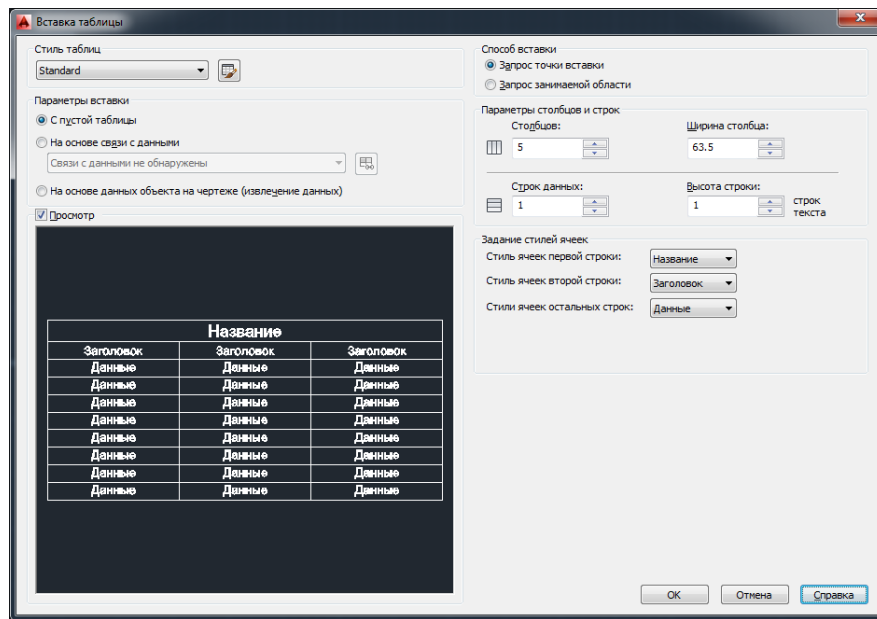 Вставка таблицы
Стиль таблиц
Standard
Параметры вставки
С пустой таблицы
На основе связи с данными
Связи с данными не обнаружены
На основе данных объекта на чертеже (извлечение данных)
Просмотр
Название
Заголовок Заголовок Заголовок
Данные Данные Данные
Данные Данные Данные
Данные Данные Данные
Данные Данные Данные
Данные Данные Данные
Данные Данные Данные
Данные Данные Данные
Данные Данные Данные
Способ вставки
Запрос точки вставки
Запрос занимаемой области
Параметры столбцов и строк
Столбцов: Ширина столбца:
5 63.5
Строк данных: Высота строки:
1 1 строк
текста
Задание стилей ячеек
Стиль ячеек первой строки: Название
Стиль ячеек второй строки: Заголовок
Стили ячеек остальных строк: Данные
OK Отмена Справка